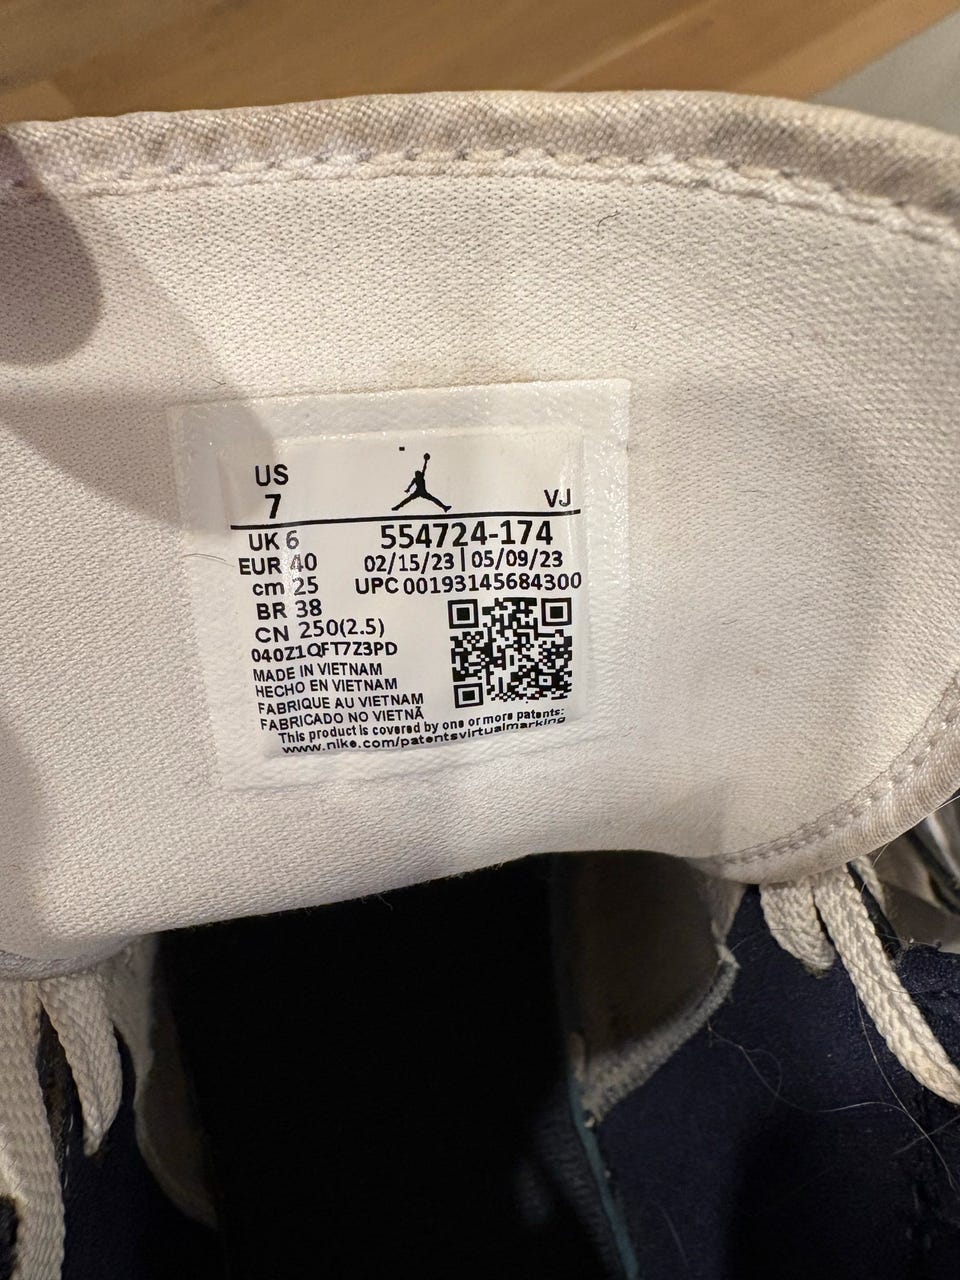 US
7
VJ
UK 6
554724-174
EUR 40
02/15/23 | 05/09/23
cm 25
UPC 00193145684300
BR 38
CN 250(2.5)
040Z1QFT7Z3PD
MADE IN VIETNAM
HECHO EN VIETNAM
FABRIQUE AU VIETNAM
FABRICADO NO VIETNÃ
This product is covered by one or more patents:
www.nike.com/patentsvirtualmarking